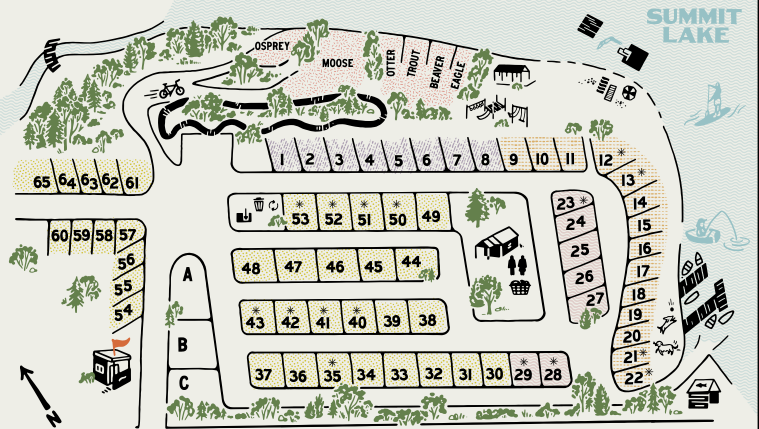 SUMMIT
LAKE
OSPREY
MOOSE
OTTER
TROUT
BEAVER
EAGLE
1 2 3 4 5 6 7 8 9 10 11 12
13
14
15
16
17
18
19
20
21
22
65 64 63 62 61
60 59 58 57
56
55
54
53 52 51 50 49
23
24
25
26
27
48 47 46 45 44
43 42 41 40 39 38
37 36 35 34 33 32 31 30 29 28
A
B
C
N